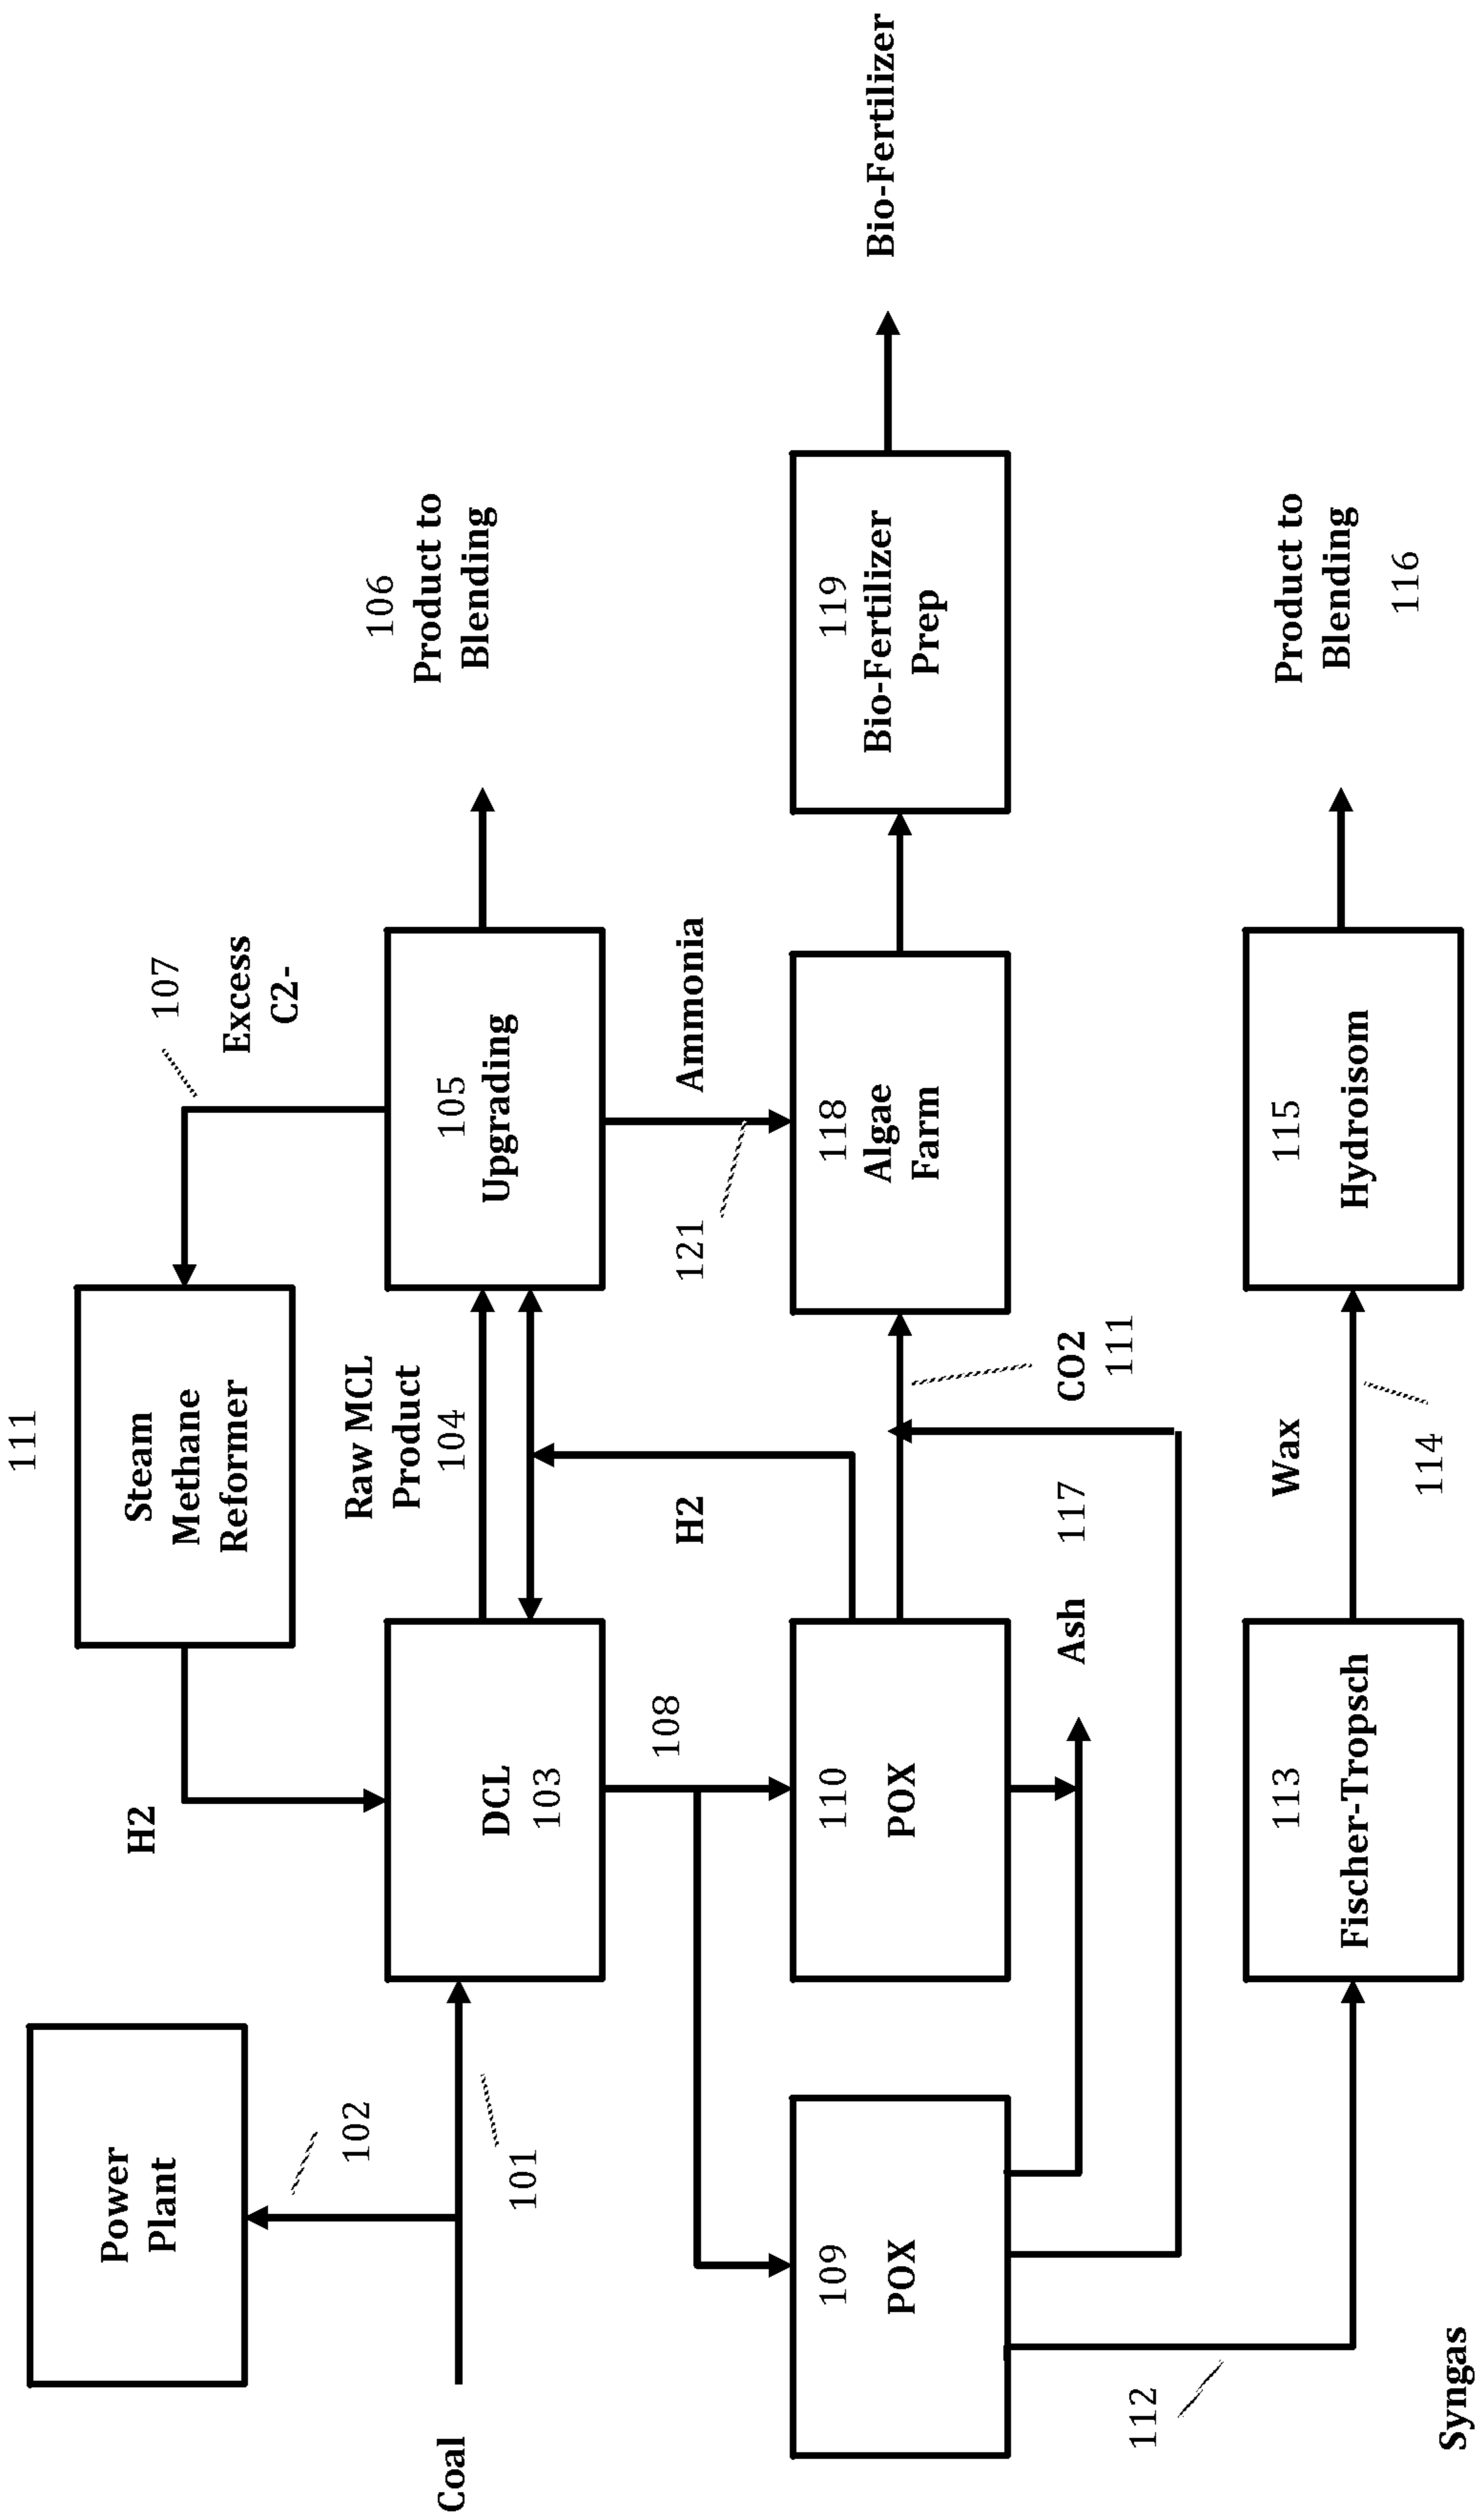 111
Steam
Methane
Reformer
H2
107
Excess
C2-
Power
Plant
102
Coal
101
DCL
103
Raw MCL
Product
104
105
Upgrading
106
Product to
Blending
108
H2
121
Ammonia
109
POX
110
POX
118
Algae
Farm
119
Bio-Fertilizer
Prep
Bio-Fertilizer
Ash 117
CO2
111
112
Syngas
113
Fischer-Tropsch
Wax
114
115
Hydroisom
Product to
Blending
116